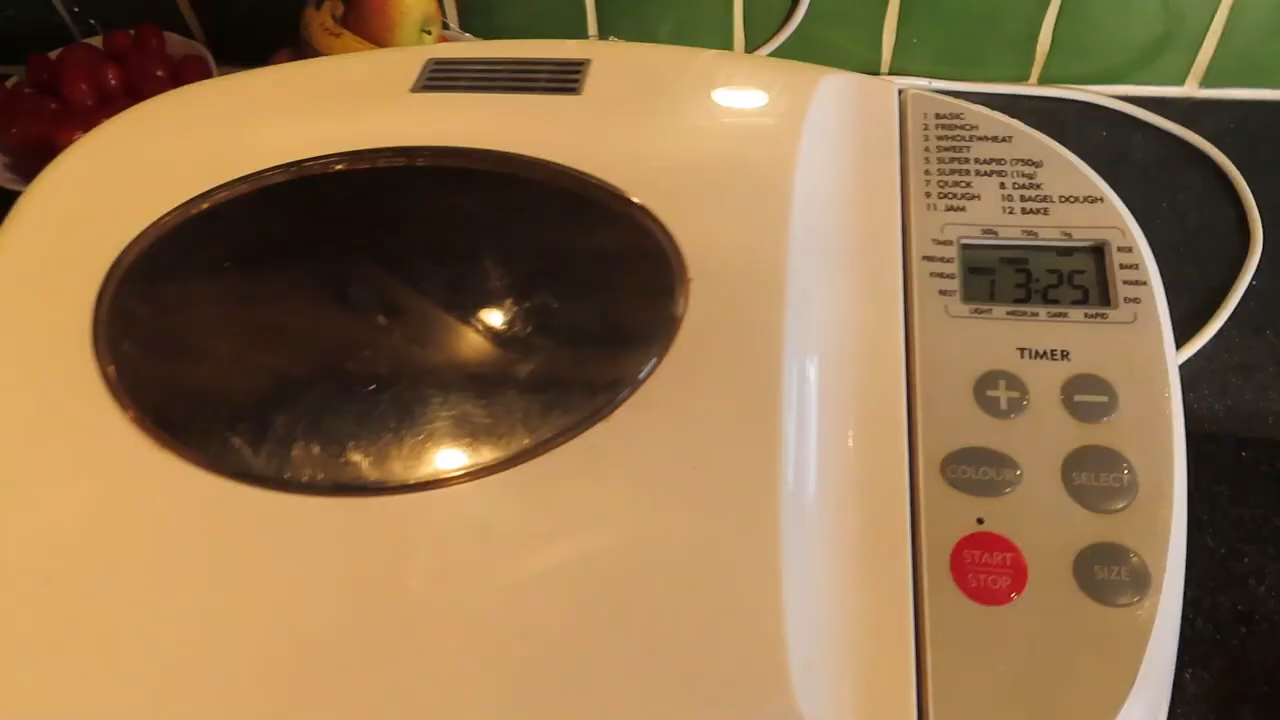 1. BASIC
2. FRENCH
3. WHOLEWHEAT
4. SWEET
5. SUPER RAPID (750g)
6. SUPER RAPID (1kg)
7. QUICK 8. DARK
9. DOUGH 10. BAGEL DOUGH
11. JAM 12. BAKE
500g 750g 1kg
TIMER RISE
PREHEAT BAKE
KNEAD WARM
REST END
1 3:25
LIGHT MEDIUM DARK RAPID
TIMER
+ −
COLOUR SELECT
START SIZE
STOP